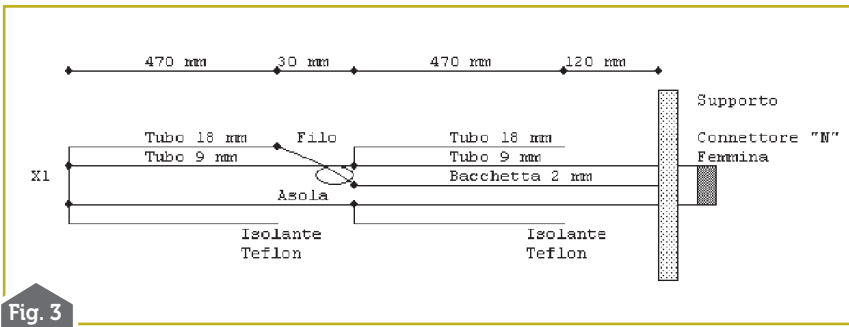 470 mm 30 mm 470 mm 120 mm
Supporto
Tubo 18 mm Filo Tubo 18 mm Connettore "N"
Tubo 9 mm Tubo 9 mm Femmina
X1 Bacchetta 2 mm
Asola
Isolante Isolante
Teflon Teflon
Fig. 3